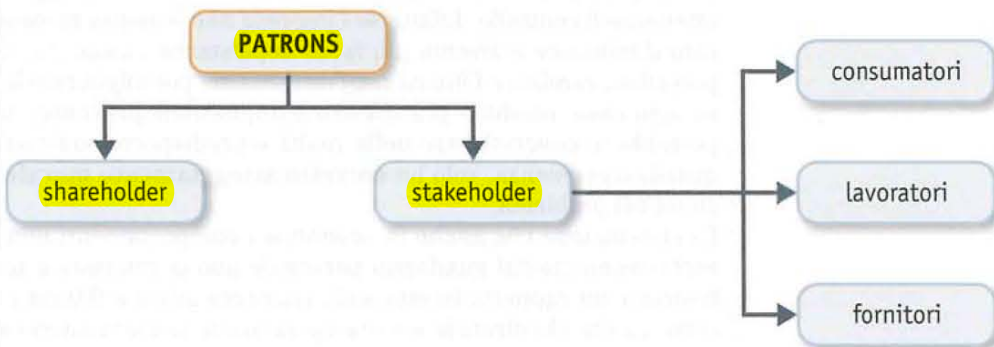 PATRONS
shareholder
stakeholder
consumatori
lavoratori
fornitori